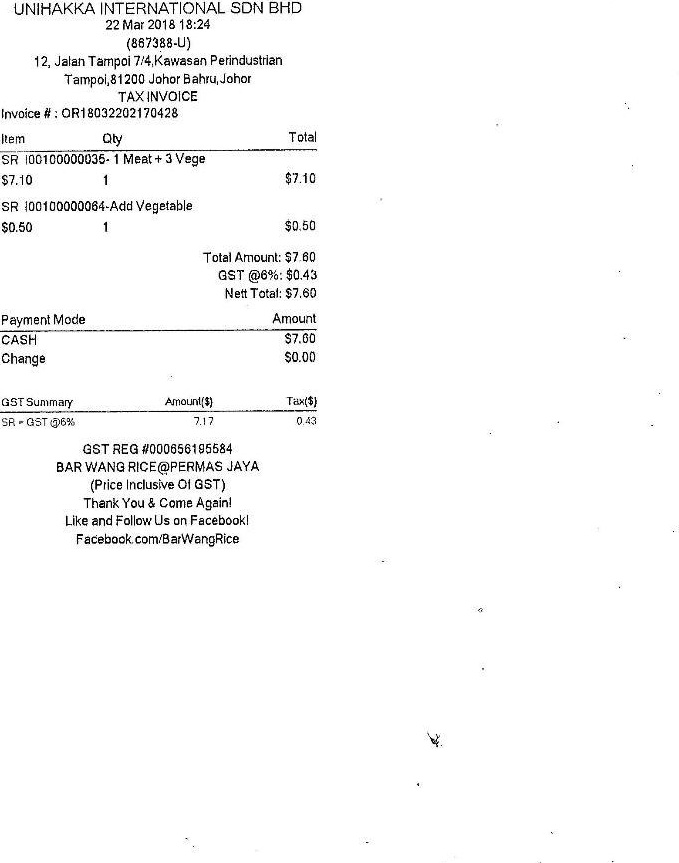 UNIHAKKA INTERNATIONAL SDN BHD
22 Mar 2018 18:24
(867388-U)
12, Jalan Tampoi 7/4,Kawasan Perindustrian
Tampoi,81200 Johor Bahru,Johor
TAX INVOICE
Invoice # : OR18032202170428
Item Qty Total
SR I00100000035- 1 Meat + 3 Vege
$7.10 1 $7.10
SR I00100000064-Add Vegetable
$0.50 1 $0.50
Total Amount: $7.60
GST @6%: $0.43
Nett Total: $7.60
Payment Mode Amount
CASH $7.60
Change $0.00
GST Summary Amount($) Tax($)
SR = GST @6% 7.17 0.43
GST REG #000656195584
BAR WANG RICE@PERMAS JAYA
(Price Inclusive Of GST)
Thank You & Come Again!
Like and Follow Us on Facebook!
Facebook.com/BarWangRice